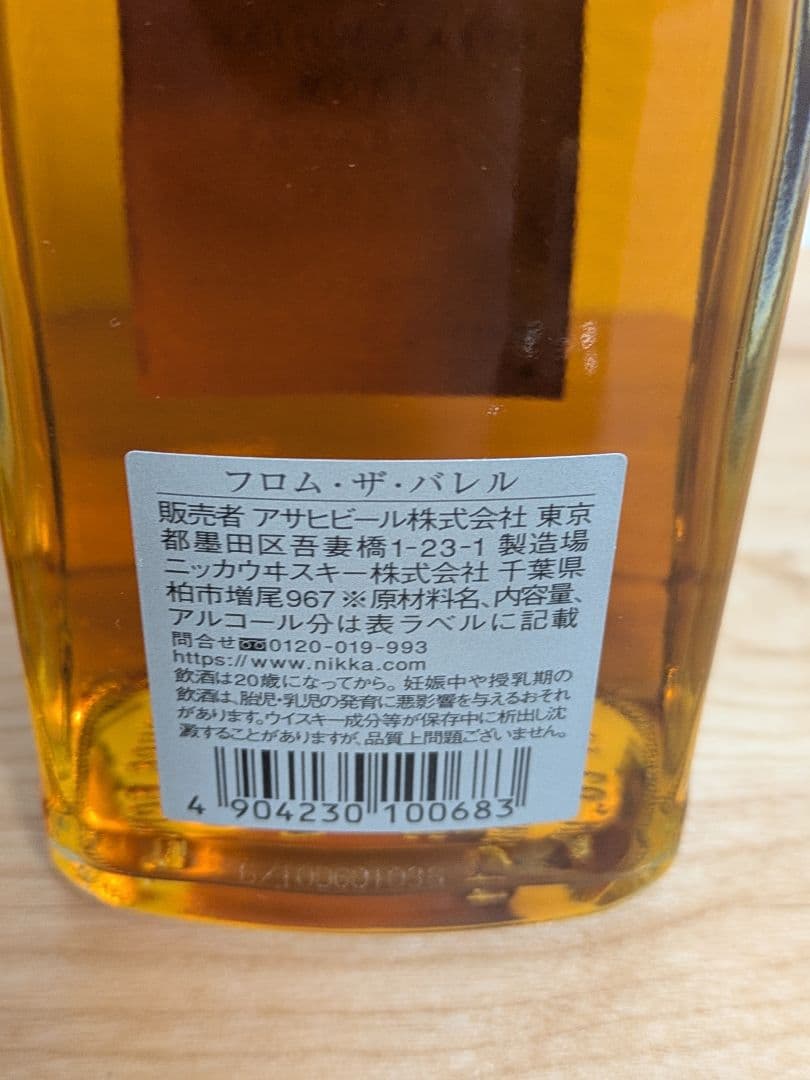 フロム・ザ・バレル
販売者 アサヒビール株式会社 東京
都墨田区吾妻橋1-23-1 製造場
ニッカウヰスキー株式会社 千葉県
柏市増尾967 ※原材料名、内容量、
アルコール分は表ラベルに記載
問合せ 0120-019-993
https://www.nikka.com
飲酒は20歳になってから。妊娠中や授乳期の
飲酒は、胎児・乳児の発育に悪影響を与えるおそれ
があります。ウイスキー成分等が保存中に析出し沈
澱することがありますが、品質上問題ございません。
4 904230 100683